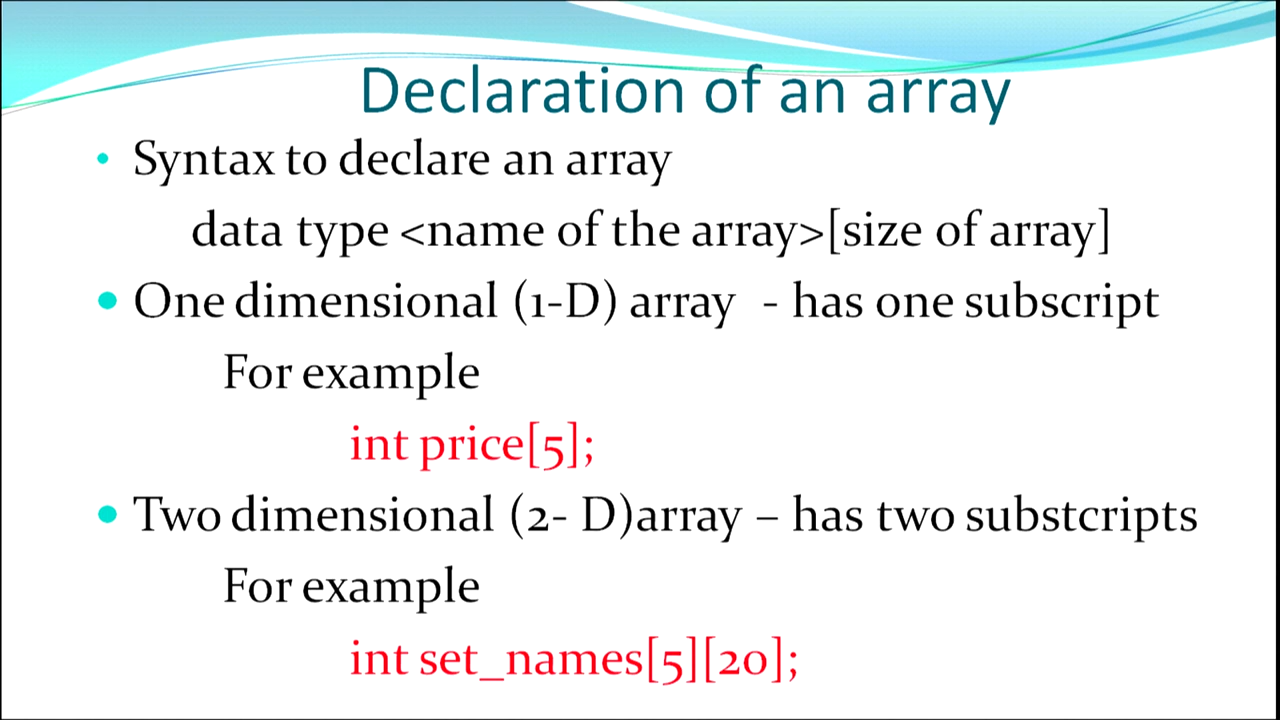 Declaration of an array
• Syntax to declare an array
data type <name of the array>[size of array]
• One dimensional (1-D) array - has one subscript
For example
int price[5];
• Two dimensional (2- D)array – has two substcripts
For example
int set_names[5][20];